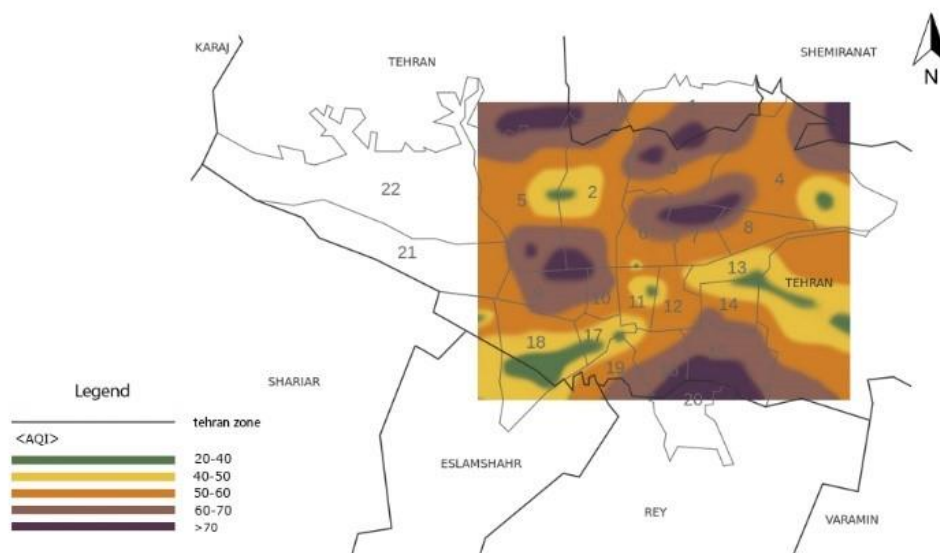 KARAJ
TEHRAN
SHEMIRANAT
N
22
5
2
3
4
6
8
21
13
TEHRAN
10
11
12
14
18
17
19
20
SHARIAR
ESLAMSHAHR
REY
VARAMIN
Legend
tehran zone
<AQI>
20-40
40-50
50-60
60-70
>70